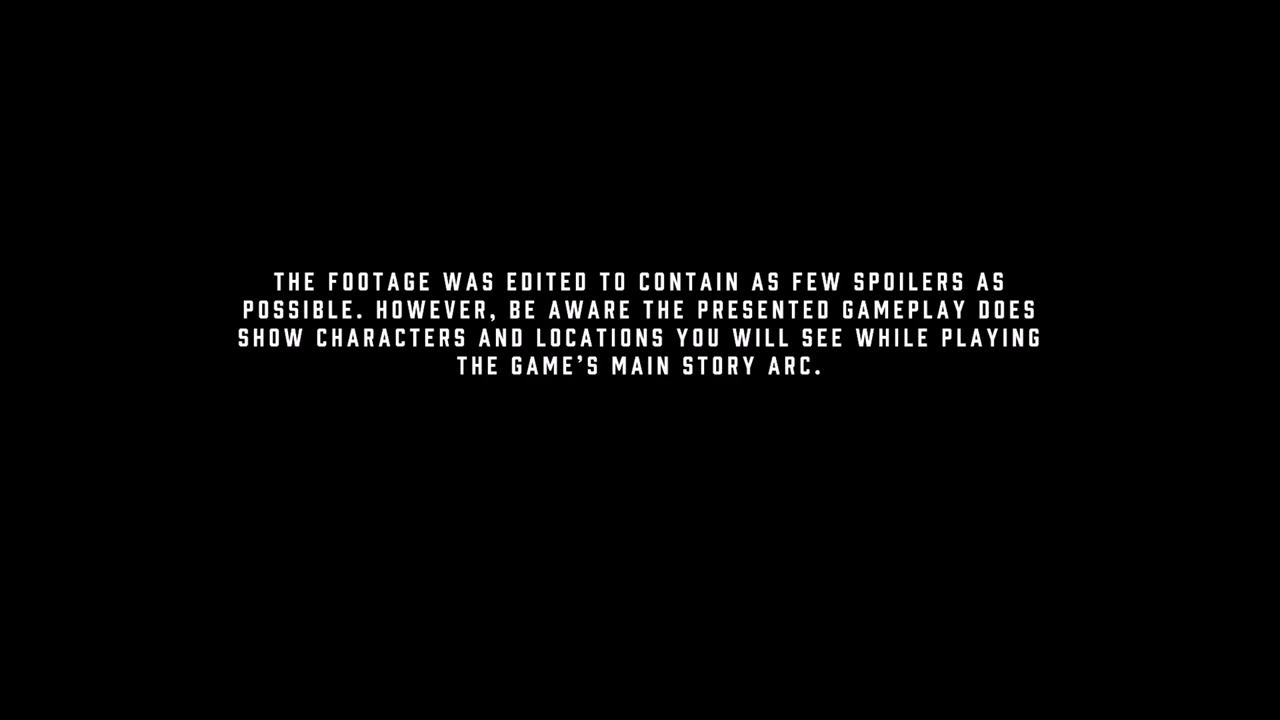 THE FOOTAGE WAS EDITED TO CONTAIN AS FEW SPOILERS AS
POSSIBLE. HOWEVER, BE AWARE THE PRESENTED GAMEPLAY DOES
SHOW CHARACTERS AND LOCATIONS YOU WILL SEE WHILE PLAYING
THE GAME’S MAIN STORY ARC.